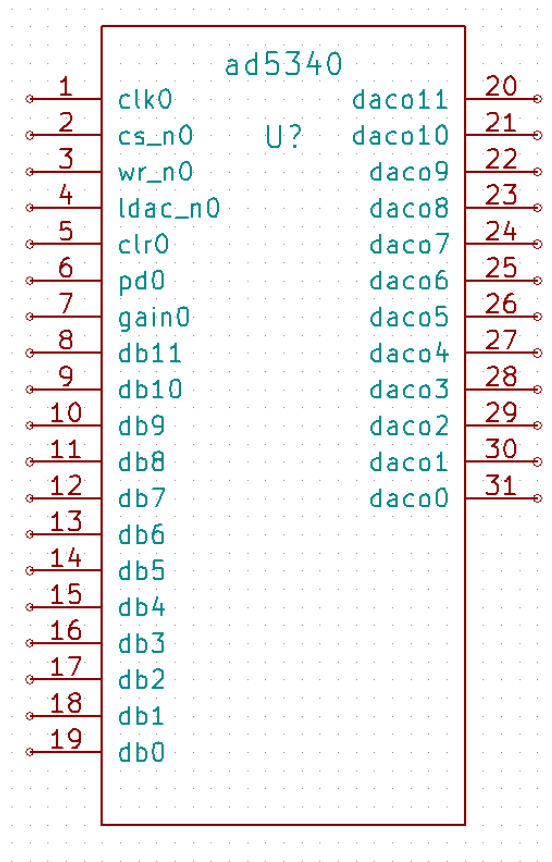 ad5340
U?
1 clk0 daco11 20
2 cs_n0 daco10 21
3 wr_n0 daco9 22
4 ldac_n0 daco8 23
5 clr0 daco7 24
6 pd0 daco6 25
7 gain0 daco5 26
8 db11 daco4 27
9 db10 daco3 28
10 db9 daco2 29
11 db8 daco1 30
12 db7 daco0 31
13 db6
14 db5
15 db4
16 db3
17 db2
18 db1
19 db0